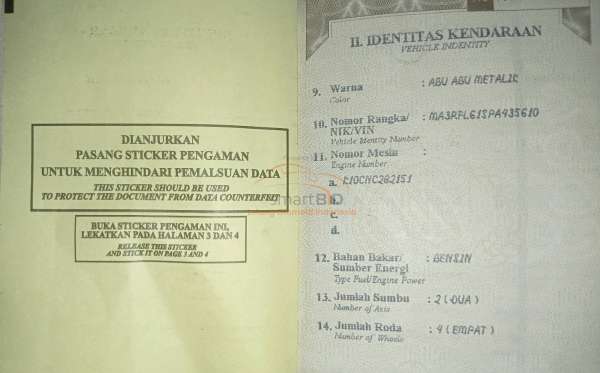 DIANJURKAN
PASANG STICKER PENGAMAN
UNTUK MENGHINDARI PEMALSUAN DATA
THIS STICKER SHOULD BE USED
TO PROTECT THE DOCUMENT FROM DATA COUNTERFEIT
BUKA STICKER PENGAMAN INI,
LEKATKAN PADA HALAMAN 3 DAN 4
RELEASE THIS STICKER
AND STICK IT ON PAGE 3 AND 4
smartBID
II. IDENTITAS KENDARAAN
VEHICLE INDENTITY
9. Warna : ABU ABU METALIK
Color
10. Nomor Rangka/ : MA3RFL61SPA435610
NIK/VIN
Vehicle Identity Number
11. Nomor Mesin :
Engine Number
a. K10CNC282151
b.
c.
d.
12. Bahan Bakar/ : BENSIN
Sumber Energi
Type Fuel/Engine Power
13. Jumlah Sumbu : 2 (DUA)
Number of Axis
14. Jumlah Roda : 4 (EMPAT)
Number of Wheels